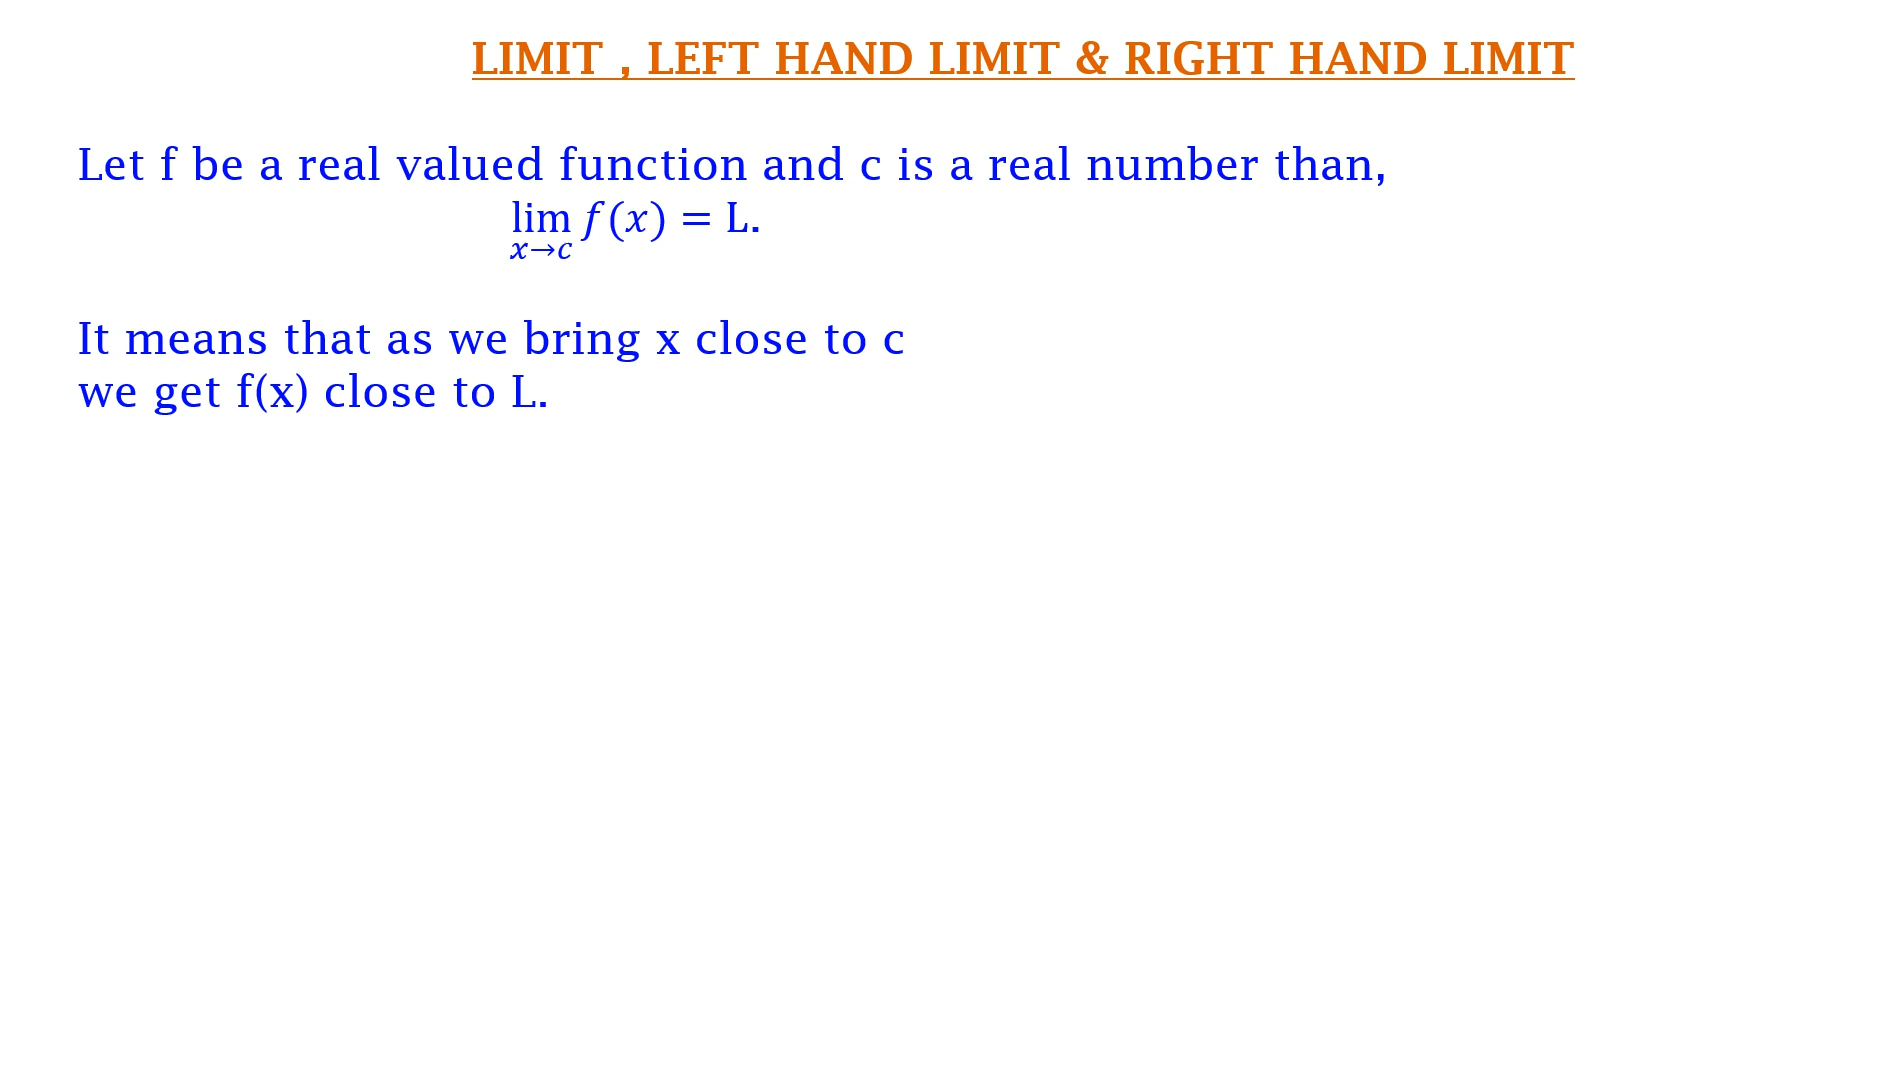 LIMIT , LEFT HAND LIMIT & RIGHT HAND LIMIT
Let f be a real valued function and c is a real number than,
lim f(x) = L.
x→c
It means that as we bring x close to c
we get f(x) close to L.